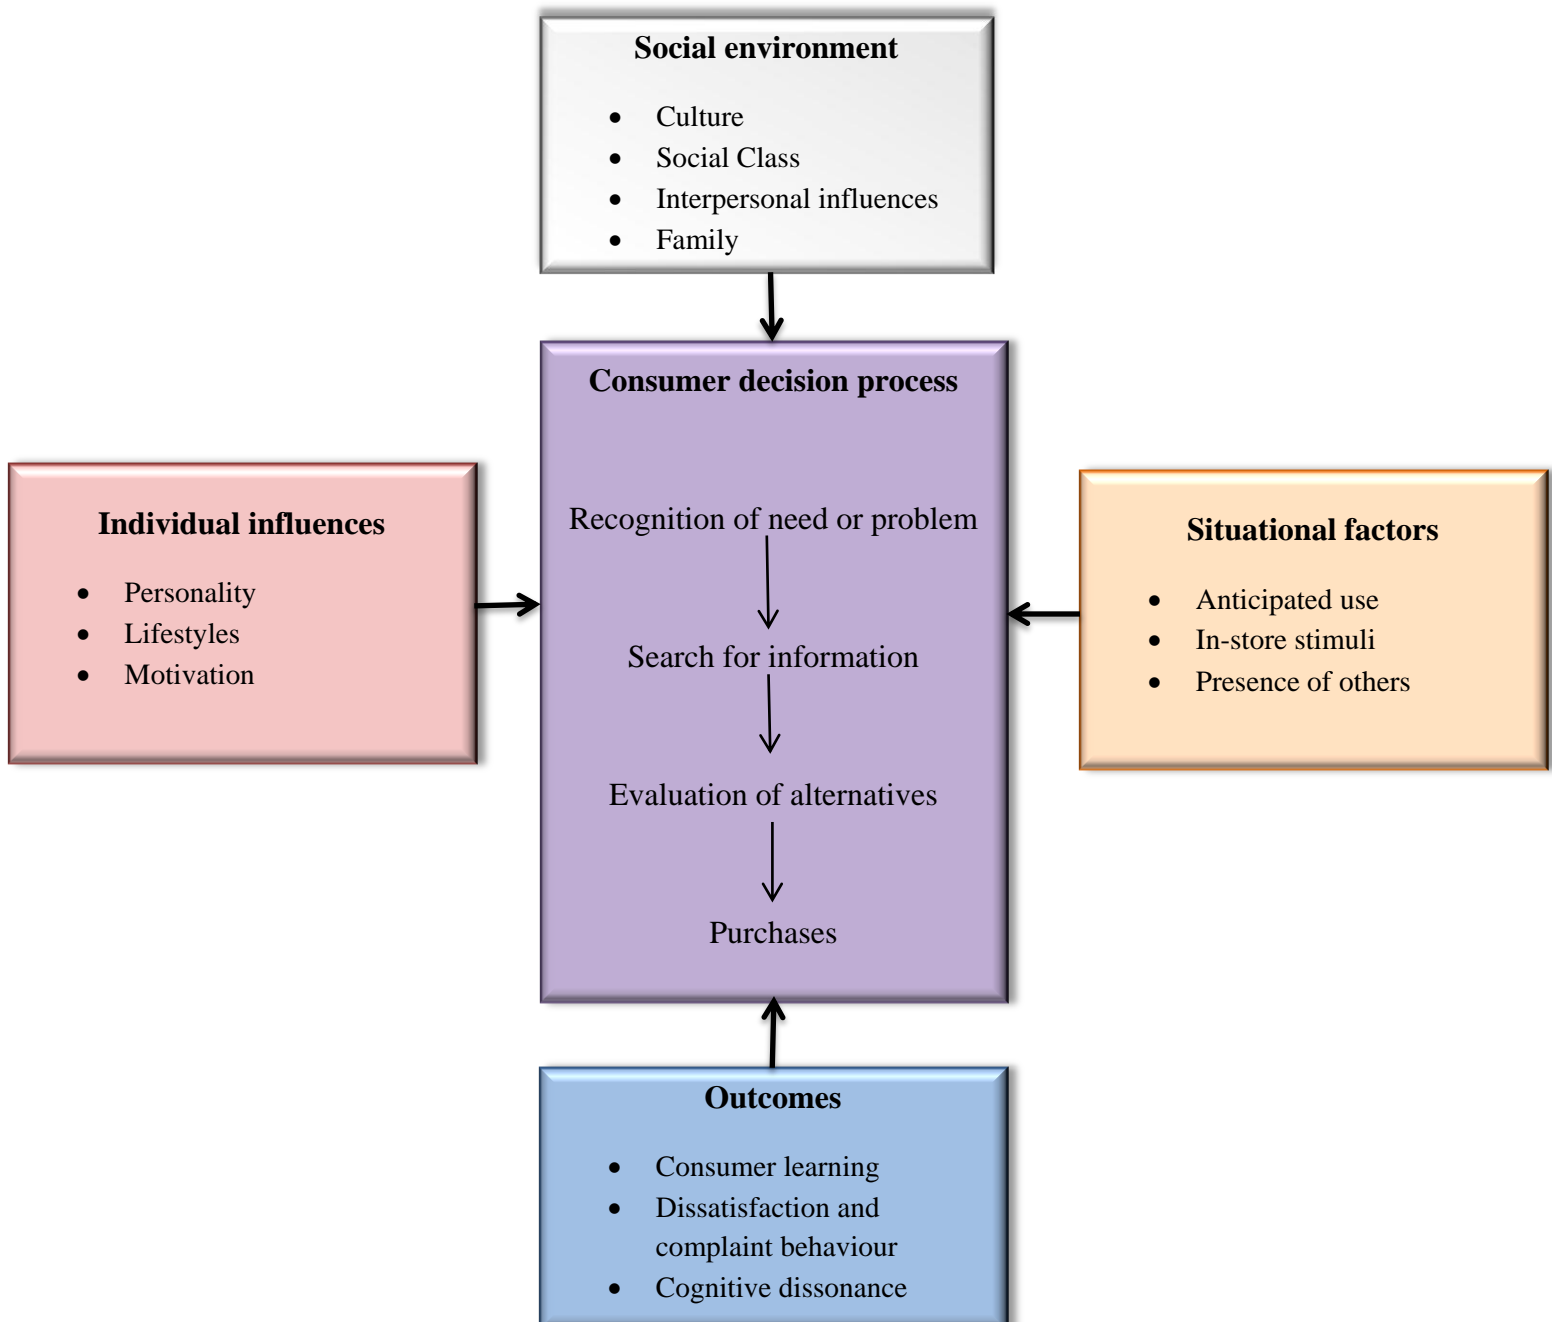 Social environment
• Culture
• Social Class
• Interpersonal influences
• Family
Consumer decision process
Recognition of need or problem
Search for information
Evaluation of alternatives
Purchases
Individual influences
• Personality
• Lifestyles
• Motivation
Situational factors
• Anticipated use
• In-store stimuli
• Presence of others
Outcomes
• Consumer learning
• Dissatisfaction and
complaint behaviour
• Cognitive dissonance